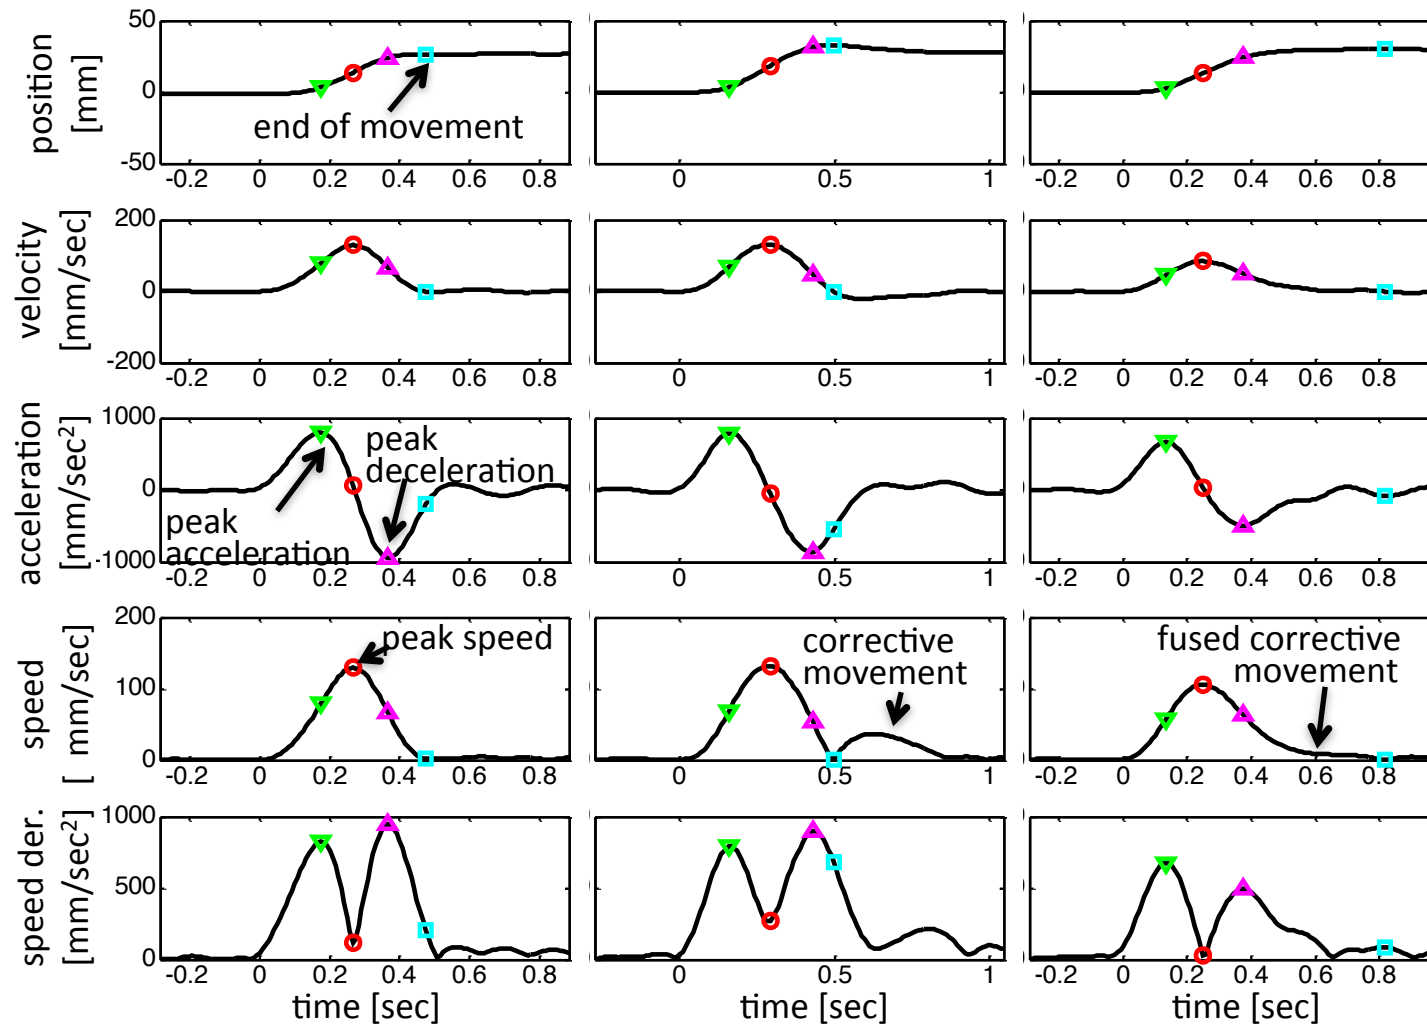 position
[mm]
50
0
-50
end of movement
-0.2 0 0.2 0.4 0.6 0.8
0 0.5 1
-0.2 0 0.2 0.4 0.6 0.8
velocity
[mm/sec]
200
0
-200
-0.2 0 0.2 0.4 0.6 0.8
0 0.5 1
-0.2 0 0.2 0.4 0.6 0.8
acceleration
[mm/sec²]
1000
0
-1000
peak
deceleration
peak
acceleration
-0.2 0 0.2 0.4 0.6 0.8
0 0.5 1
-0.2 0 0.2 0.4 0.6 0.8
speed
[ mm/sec]
200
100
0
peak speed
corrective
movement
fused corrective
movement
-0.2 0 0.2 0.4 0.6 0.8
0 0.5 1
-0.2 0 0.2 0.4 0.6 0.8
speed der.
[mm/sec²]
1000
500
0
-0.2 0 0.2 0.4 0.6 0.8
0 0.5 1
-0.2 0 0.2 0.4 0.6 0.8
time [sec]
time [sec]
time [sec]